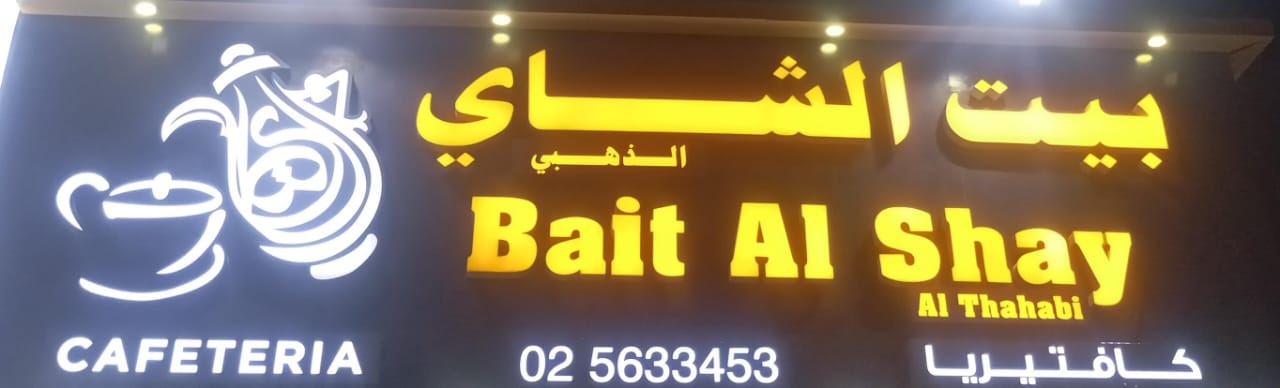 بيت الشاي
الذهبي
Bait Al Shay
Al Thahabi
CAFETERIA
02 5633453
كافتيريا